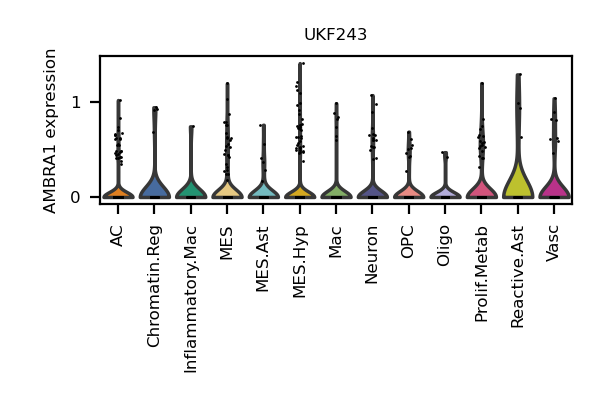 UKF243
AMBRA1 expression
1
0
AC
Chromatin.Reg
Inflammatory.Mac
MES
MES.Ast
MES.Hyp
Mac
Neuron
OPC
Oligo
Prolif.Metab
Reactive.Ast
Vasc